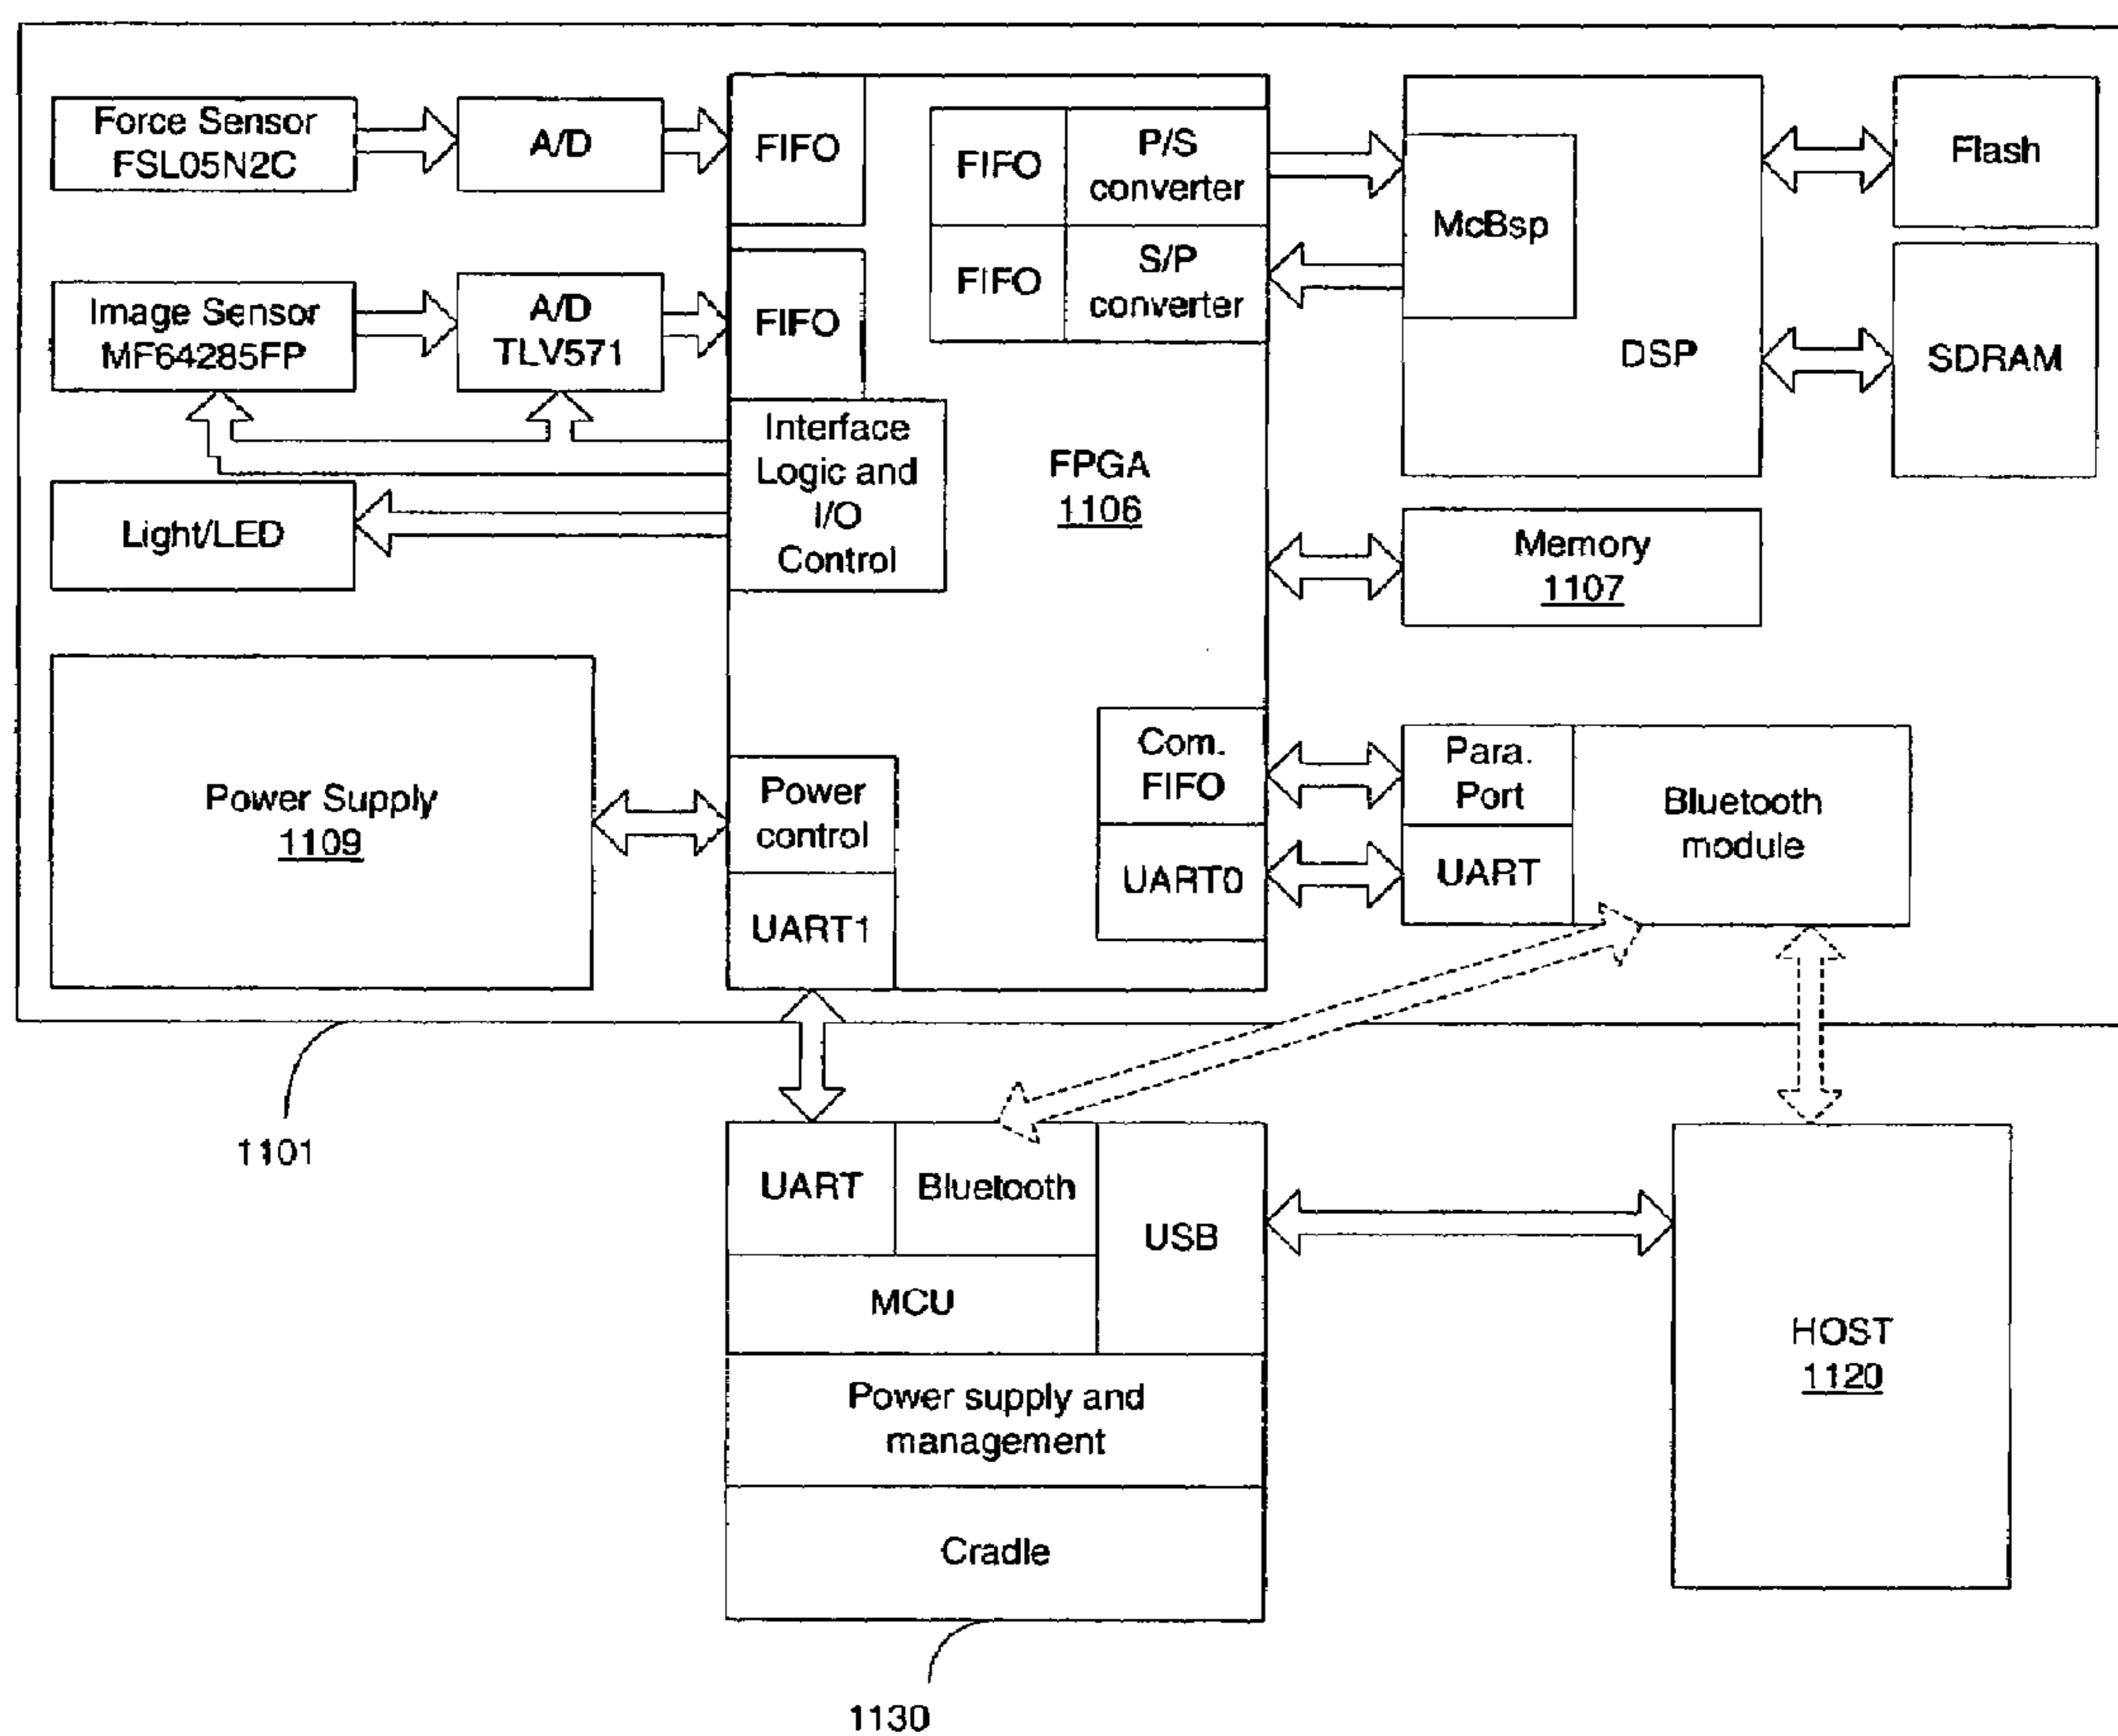 Force Sensor
FSL05N2C
A/D
FIFO
FIFO
P/S
converter
FIFO
S/P
converter
McBsp
DSP
Flash
SDRAM
Image Sensor
MF64285FP
A/D
TLV571
FIFO
Interface
Logic and
I/O
Control
FPGA
1106
Light/LED
Memory
1107
Power Supply
1109
Power
control
UART1
Com.
FIFO
UART0
Para.
Port
UART
Bluetooth
module
1101
UART
Bluetooth
USB
MCU
Power supply and
management
Cradle
HOST
1120
1130